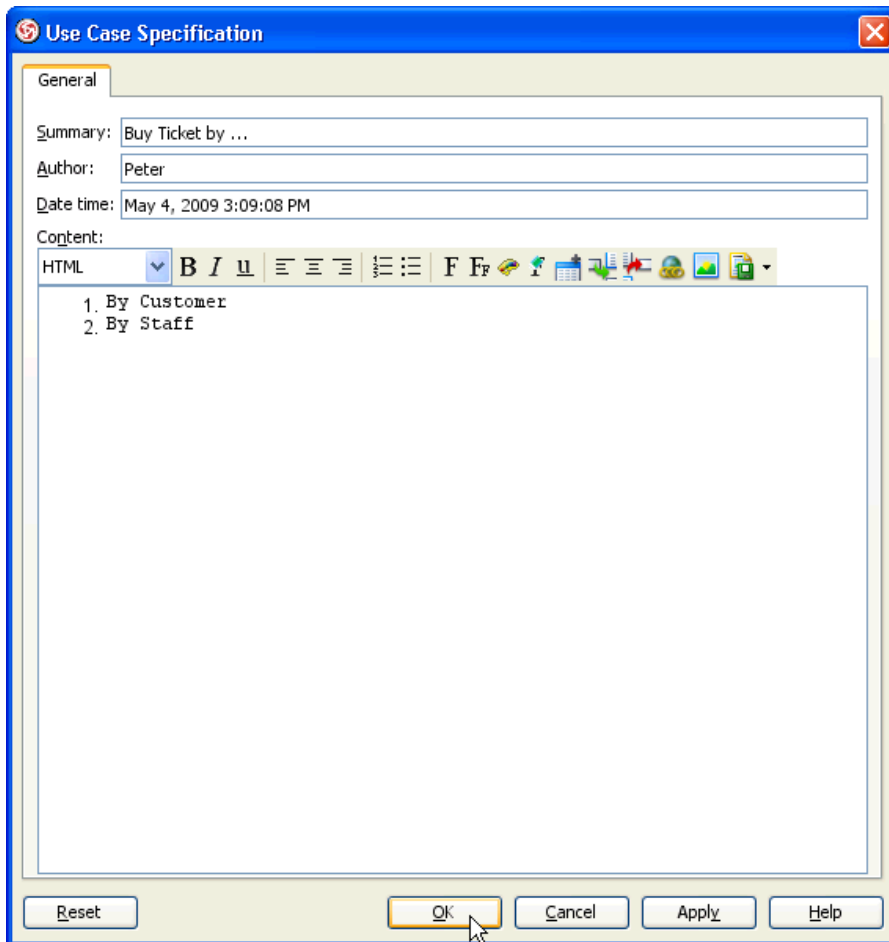 Use Case Specification
General
Summary: Buy Ticket by ...
Author: Peter
Date time: May 4, 2009 3:09:08 PM
Content:
HTML B I u F FF
1. By Customer
2. By Staff
Reset OK Cancel Apply Help